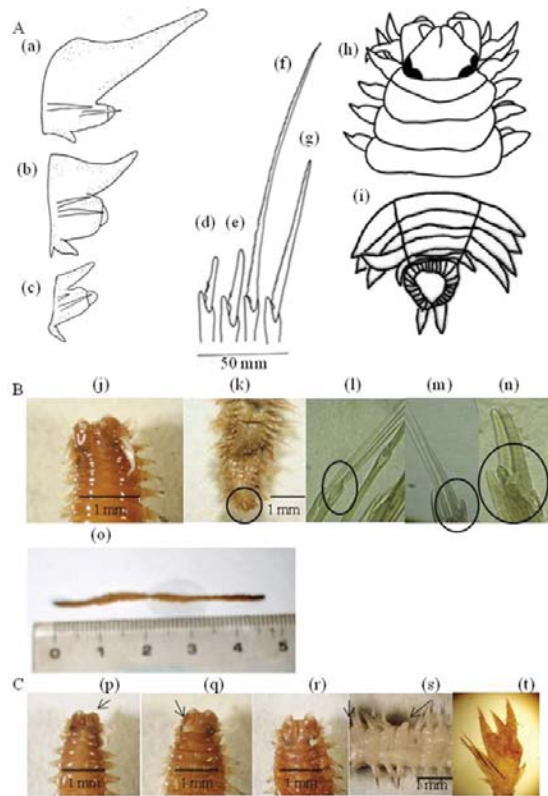 A
(a)
(b)
(c)
(d) (e)
(f)
(g)
50 mm
(h)
(i)
B
(j) (k) (l) (m) (n)
1 mm 1 mm
(o)
0 1 2 3 4 5
C
(p) (q) (r) (s) (t)
1 mm 1 mm 1 mm 1 mm